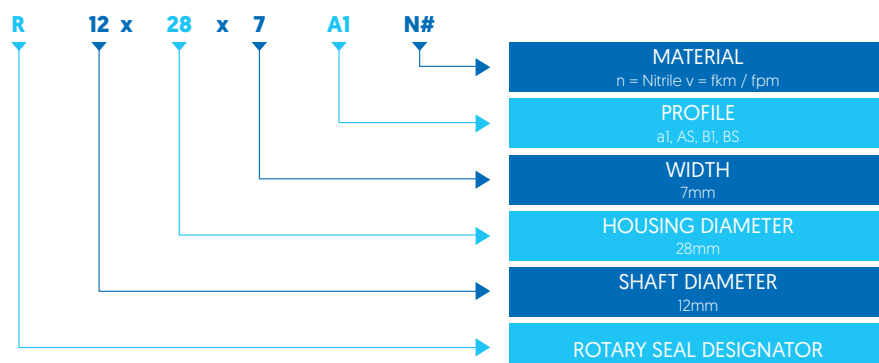 R 12 x 28 x 7 A1 N#
MATERIAL
n = Nitrile v = fkm / fpm
PROFILE
a1, AS, B1, BS
WIDTH
7mm
HOUSING DIAMETER
28mm
SHAFT DIAMETER
12mm
ROTARY SEAL DESIGNATOR